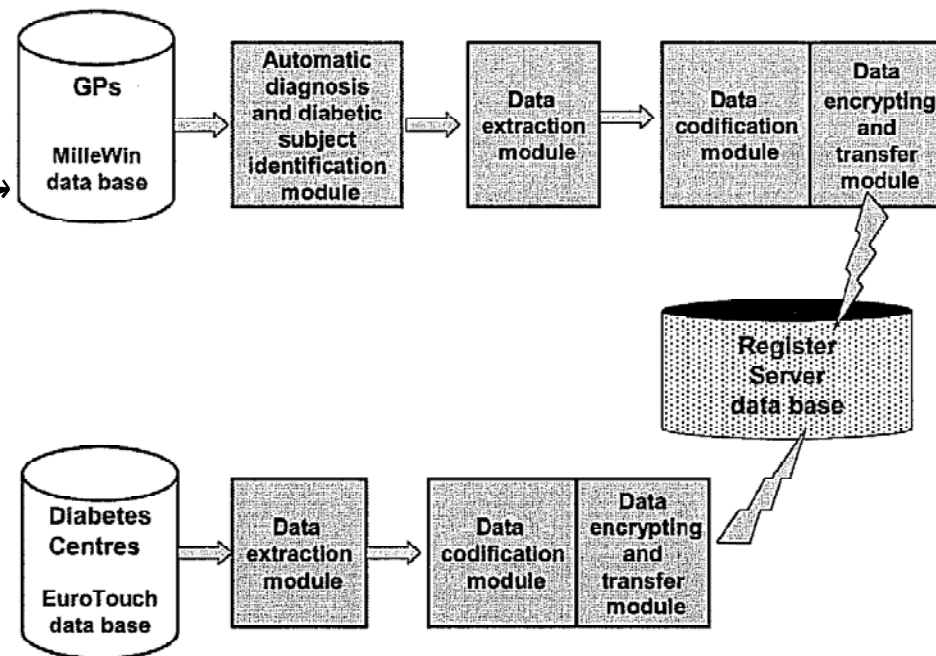 GPs
MilleWin
data base
Automatic
diagnosis
and diabetic
subject
identification
module
Data
extraction
module
Data
codification
module
Data
encrypting
and
transfer
module
Register
Server
data base
Diabetes
Centres
EuroTouch
data base
Data
extraction
module
Data
codification
module
Data
encrypting
and
transfer
module